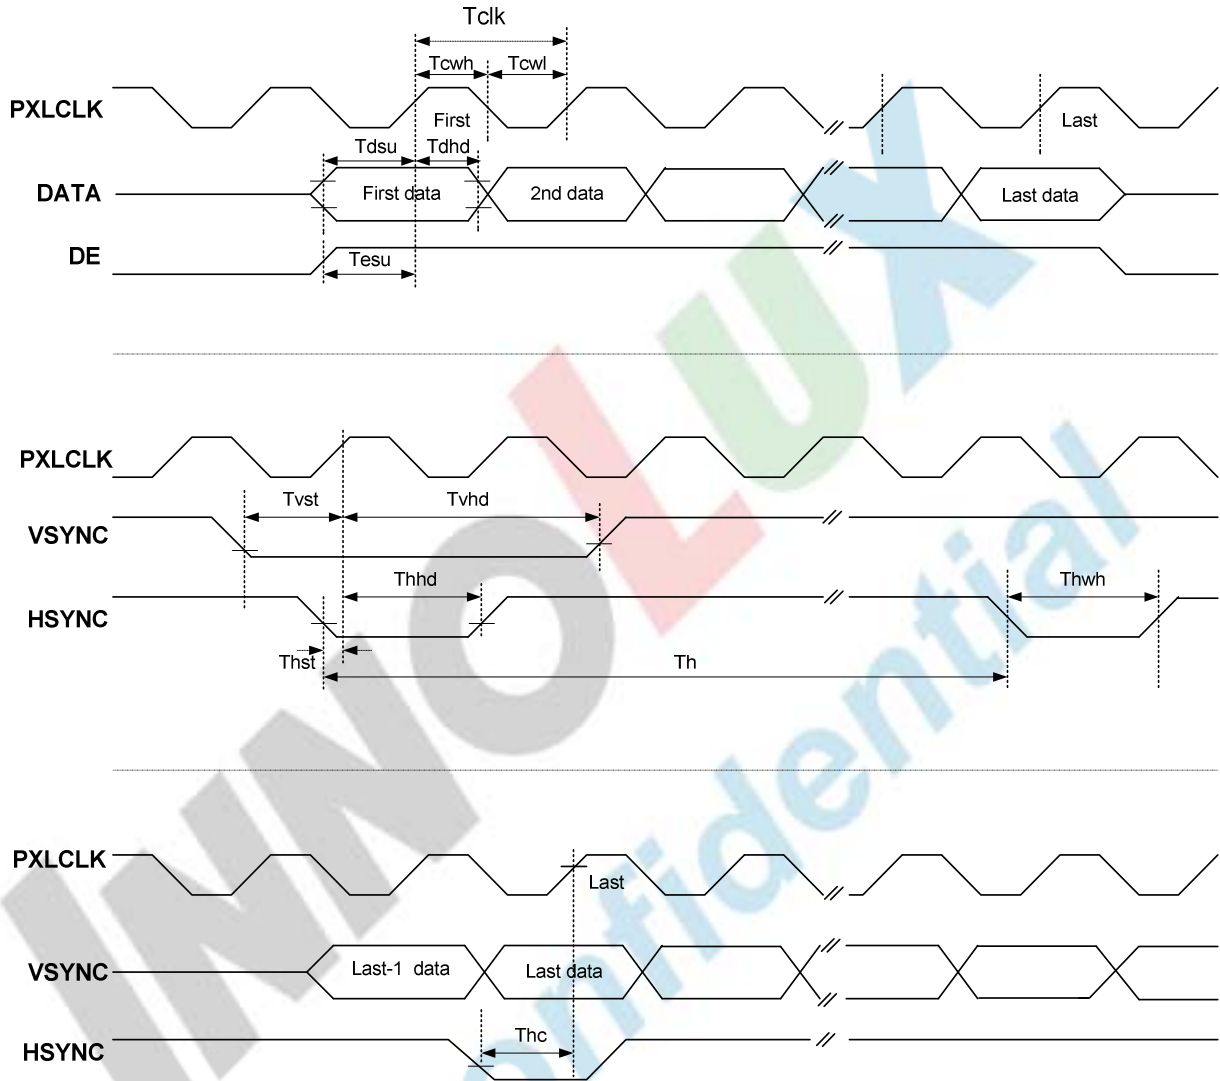 Tclk
Tcwh Tcwl
PXLCLK First Last
Tdsu Tdhd
DATA First data 2nd data Last data
DE Tesu
PXLCLK
Tvst Tvhd
VSYNC
Thhd Thwh
HSYNC
Thst Th
PXLCLK Last
VSYNC Last-1 data Last data
HSYNC Thc
INNOLUX
onfidential